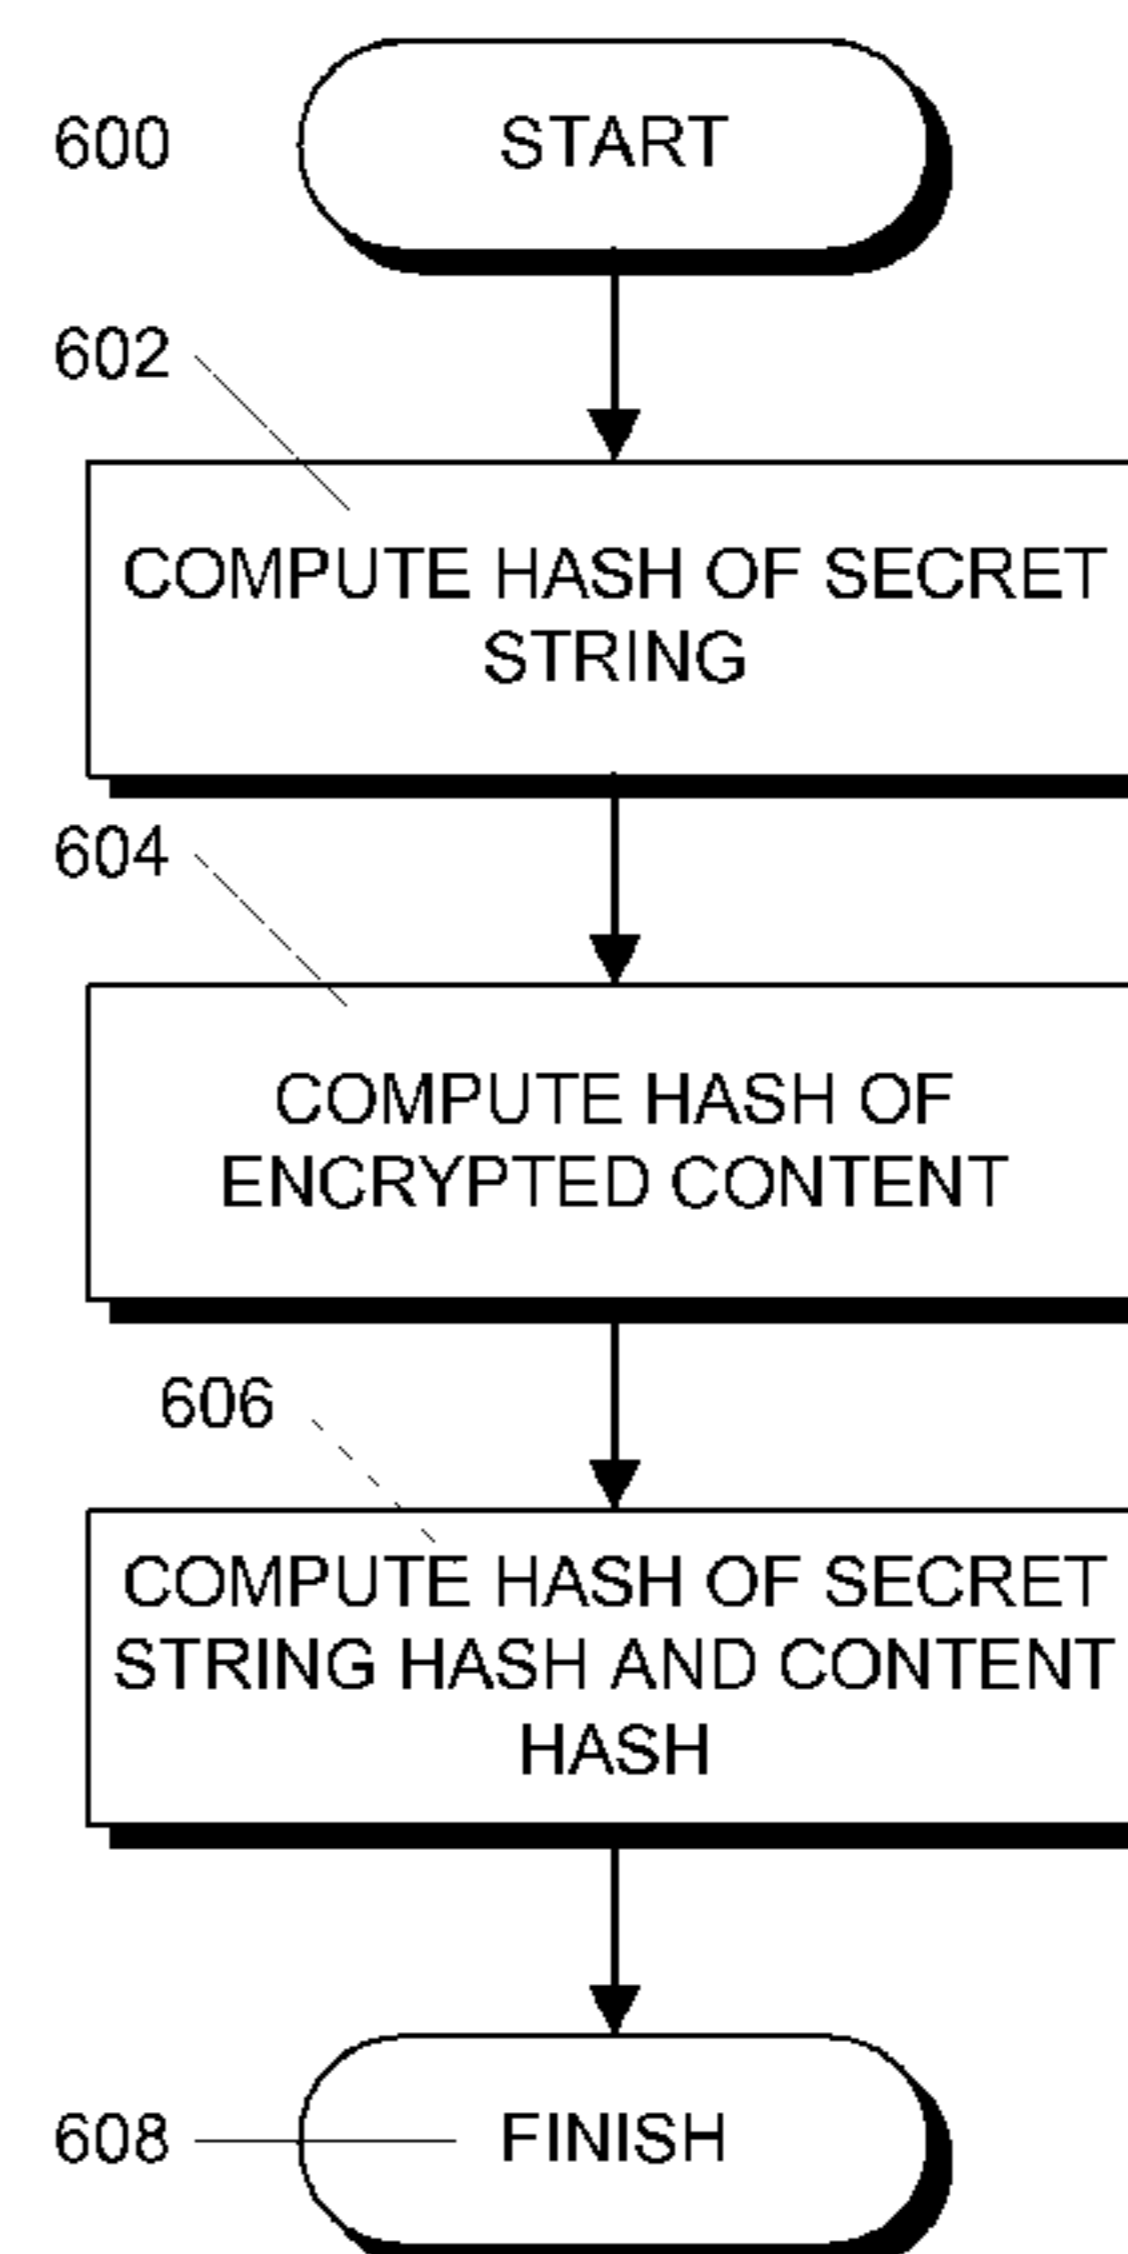 600
START
602
COMPUTE HASH OF SECRET
STRING
604
COMPUTE HASH OF
ENCRYPTED CONTENT
606
COMPUTE HASH OF SECRET
STRING HASH AND CONTENT
HASH
608
FINISH